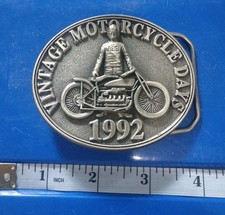 VINTAGE MOTORCYCLE DAYS
1992
1 INCH 2 3 4